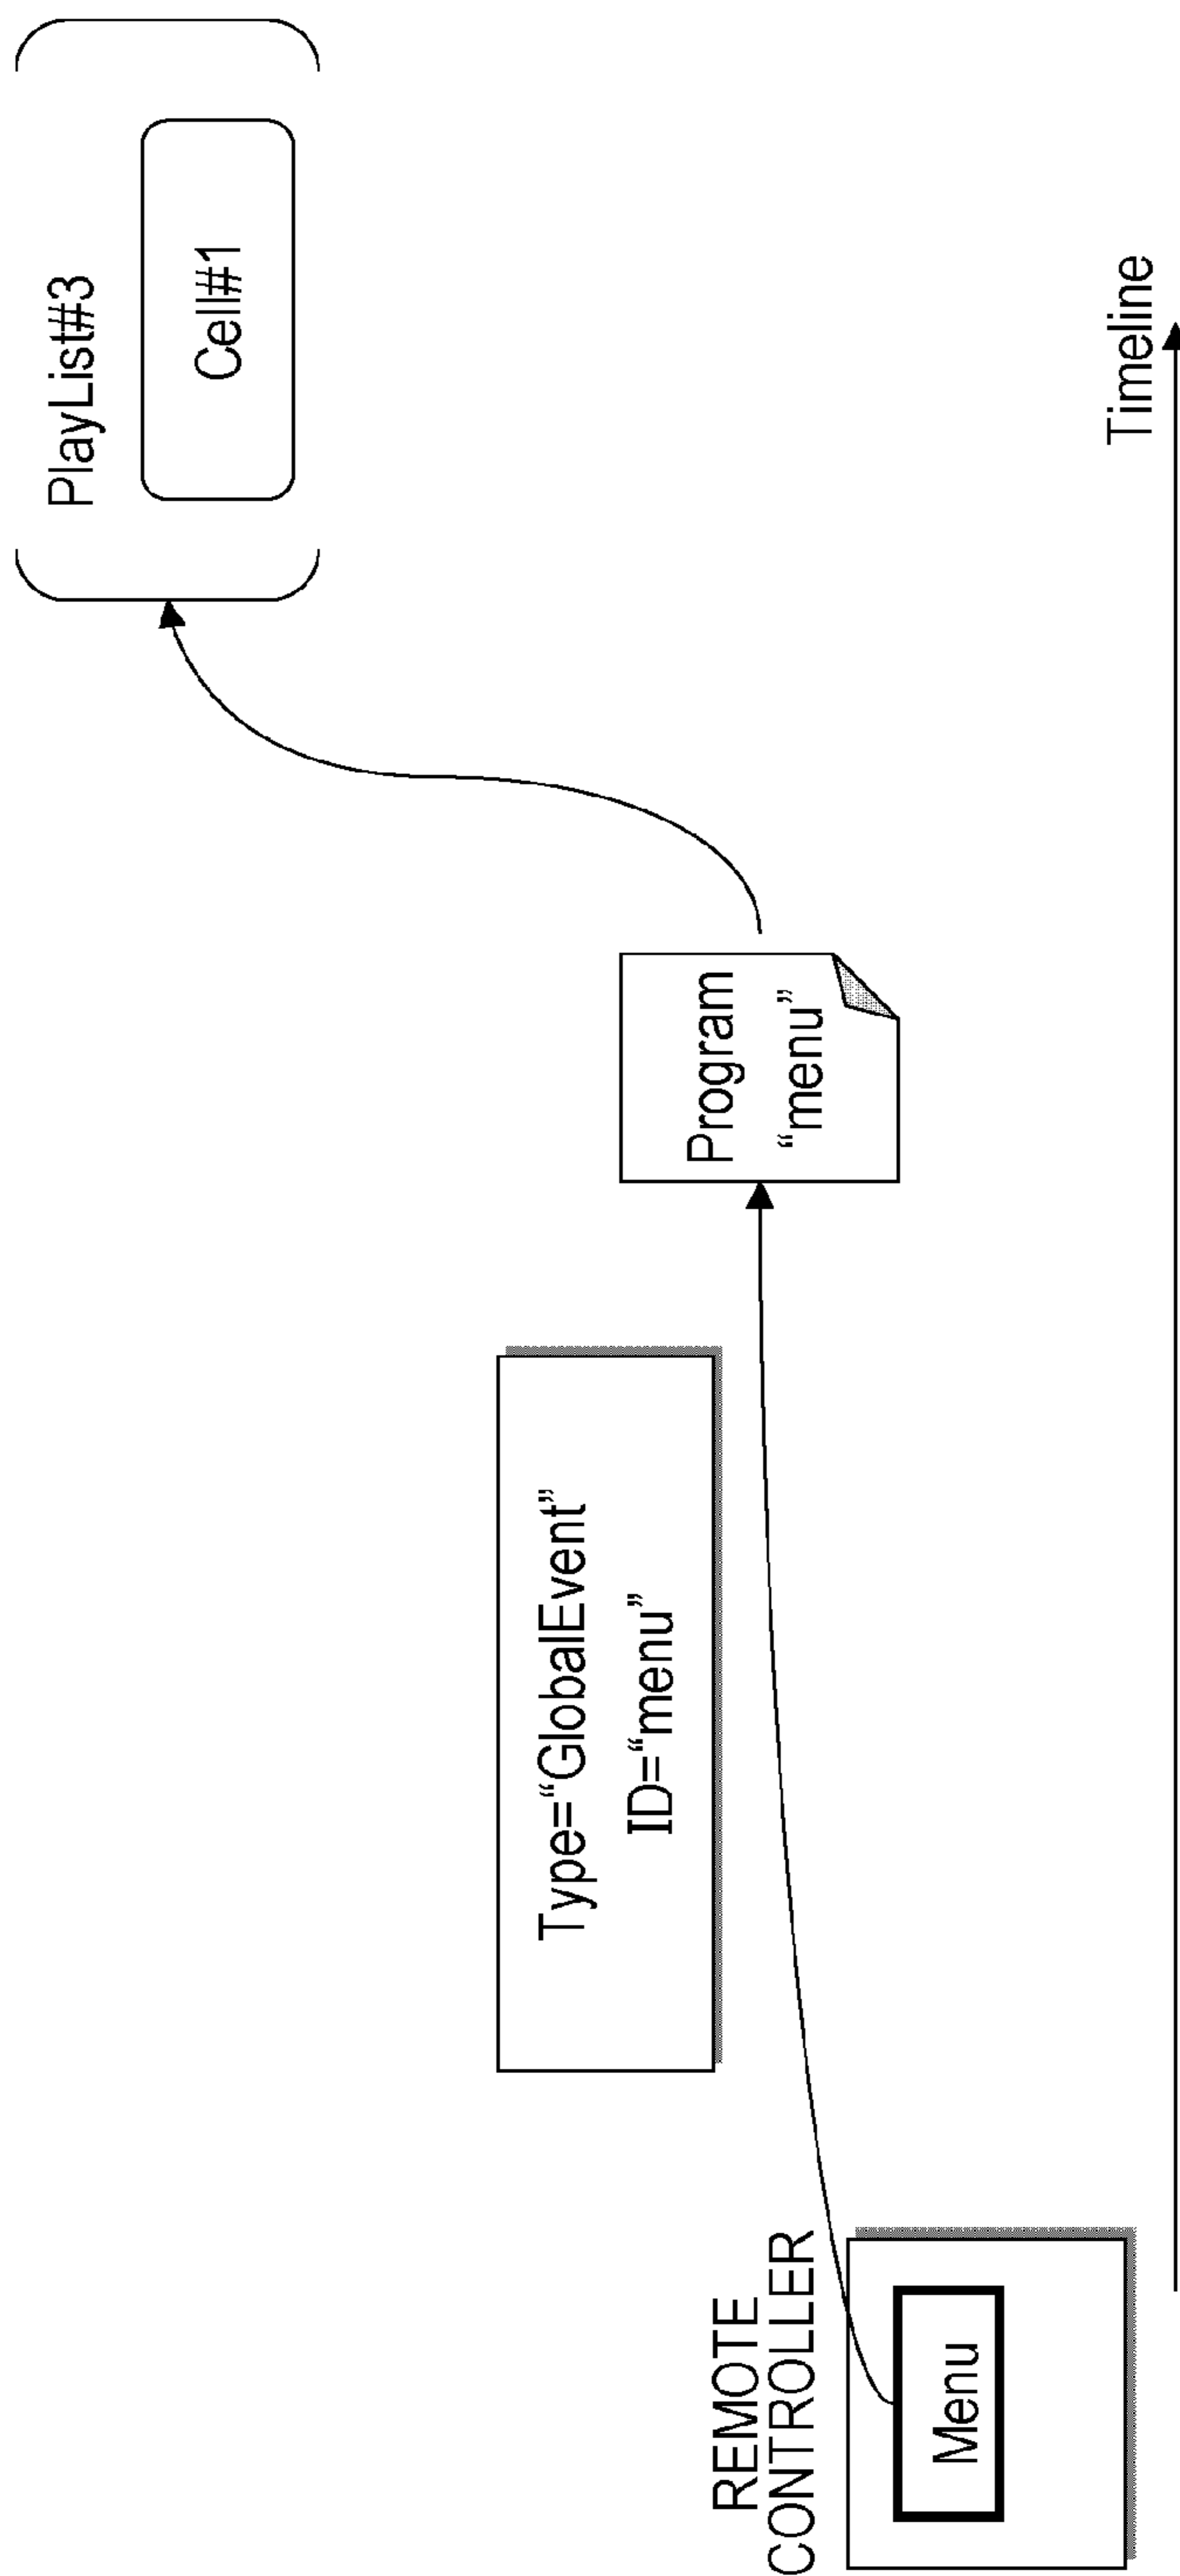 PlayList#3
Cell#1
Type=“GlobalEvent”
ID=“menu”
Program
“menu”
REMOTE
CONTROLLER
Menu
Timeline